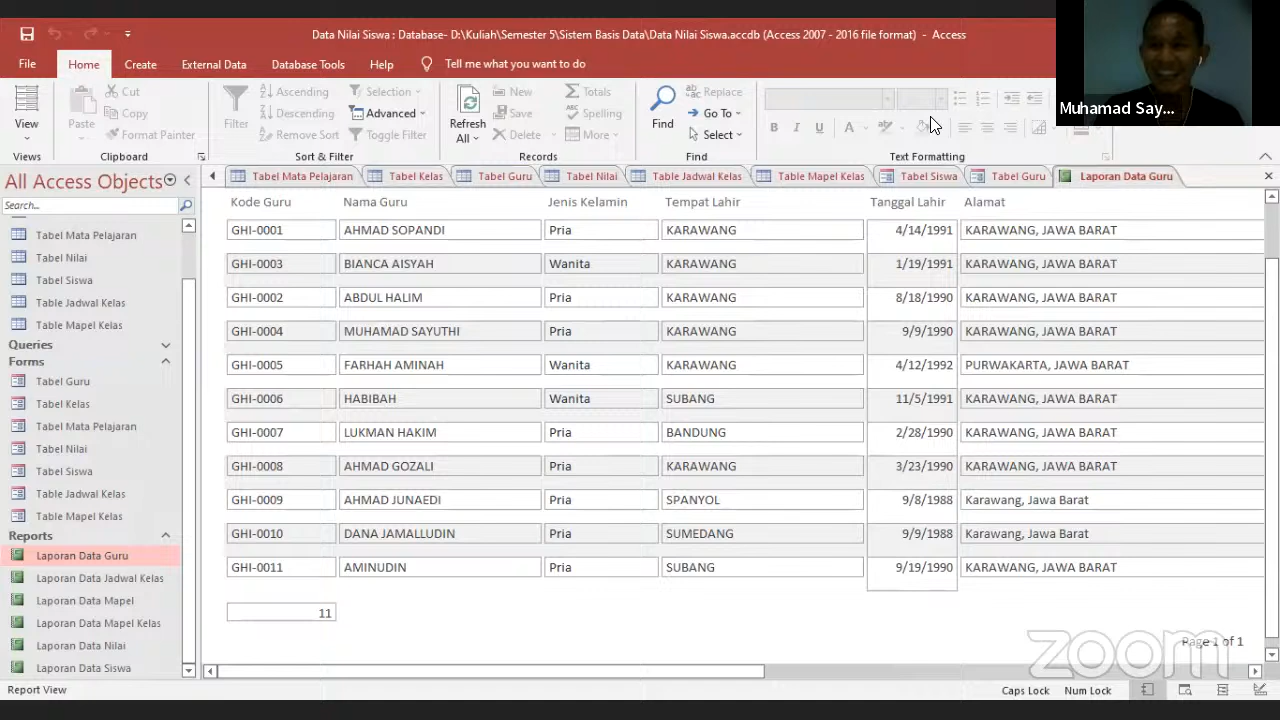 Data Nilai Siswa : Database- D:\Kuliah\Semester 5\Sistem Basis Data\Data Nilai Siswa.accdb (Access 2007 - 2016 file format) - Access
Muhamad Say...
File Home Create External Data Database Tools Help Tell me what you want to do
View
Views
Paste
Cut
Copy
Format Painter
Clipboard
Filter
Ascending
Descending
Remove Sort
Selection
Advanced
Toggle Filter
Sort & Filter
Refresh All
New
Save
Delete
Totals
Spelling
More
Records
Find
Replace
Go To
Select
Find
B I U A
Text Formatting
All Access Objects
Search...
Tabel Mata Pelajaran
Tabel Nilai
Tabel Siswa
Table Jadwal Kelas
Table Mapel Kelas
Queries
Forms
Tabel Guru
Tabel Kelas
Tabel Mata Pelajaran
Tabel Nilai
Tabel Siswa
Table Jadwal Kelas
Table Mapel Kelas
Reports
Laporan Data Guru
Laporan Data Jadwal Kelas
Laporan Data Mapel
Laporan Data Mapel Kelas
Laporan Data Nilai
Laporan Data Siswa
Tabel Mata Pelajaran Tabel Kelas Tabel Guru Tabel Nilai Table Jadwal Kelas Table Mapel Kelas Tabel Siswa Tabel Guru Laporan Data Guru
Kode Guru Nama Guru Jenis Kelamin Tempat Lahir Tanggal Lahir Alamat
GHI-0001 AHMAD SOPANDI Pria KARAWANG 4/14/1991 KARAWANG, JAWA BARAT
GHI-0003 BIANCA AISYAH Wanita KARAWANG 1/19/1991 KARAWANG, JAWA BARAT
GHI-0002 ABDUL HALIM Pria KARAWANG 8/18/1990 KARAWANG, JAWA BARAT
GHI-0004 MUHAMAD SAYUTHI Pria KARAWANG 9/9/1990 KARAWANG, JAWA BARAT
GHI-0005 FARHAH AMINAH Wanita KARAWANG 4/12/1992 PURWAKARTA, JAWA BARAT
GHI-0006 HABIBAH Wanita SUBANG 11/5/1991 KARAWANG, JAWA BARAT
GHI-0007 LUKMAN HAKIM Pria BANDUNG 2/28/1990 KARAWANG, JAWA BARAT
GHI-0008 AHMAD GOZALI Pria KARAWANG 3/23/1990 KARAWANG, JAWA BARAT
GHI-0009 AHMAD JUNAEDI Pria SPANYOL 9/8/1988 Karawang, Jawa Barat
GHI-0010 DANA JAMALLUDIN Pria SUMEDANG 9/9/1988 Karawang, Jawa Barat
GHI-0011 AMINUDIN Pria SUBANG 9/19/1990 KARAWANG, JAWA BARAT
11
Page 1 of 1
zoom
Report View
Caps Lock Num Lock